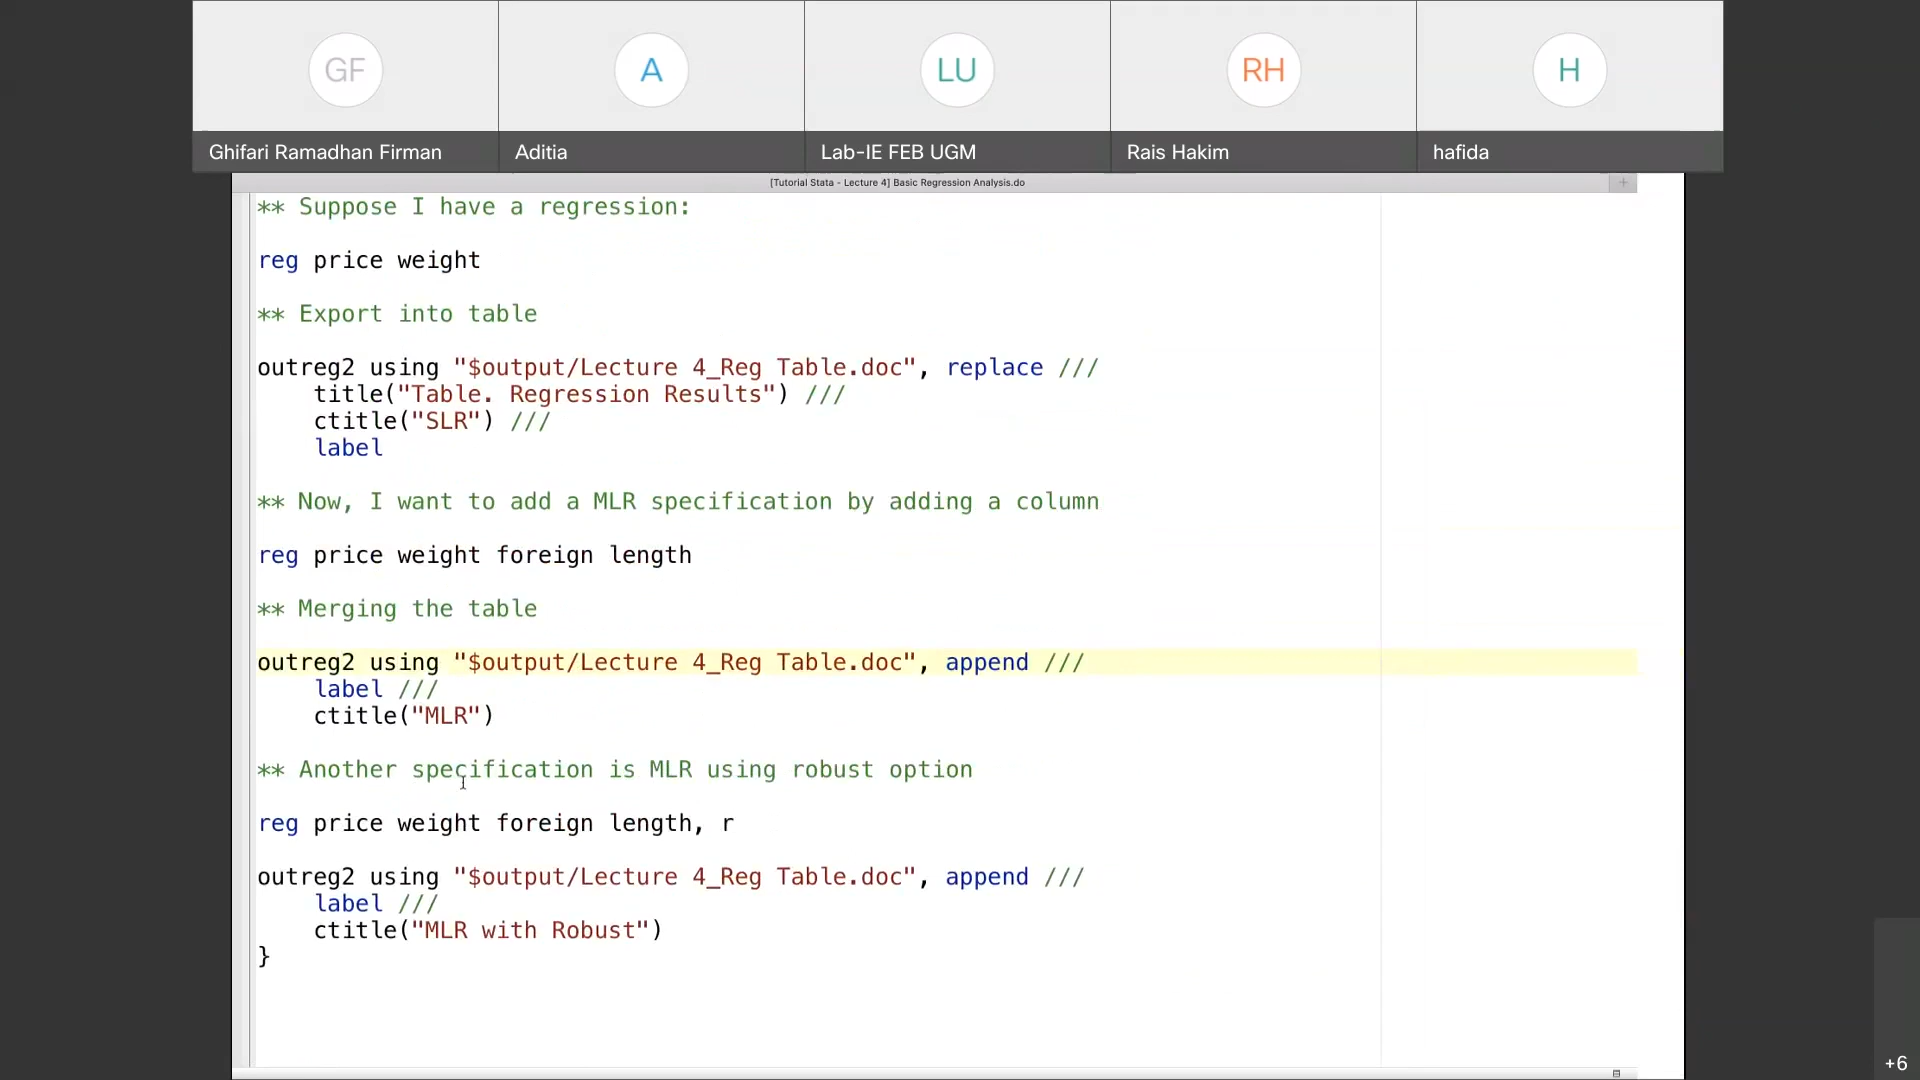 GF
A
LU
RH
H
Ghifari Ramadhan Firman
Aditia
Lab-IE FEB UGM
Rais Hakim
hafida
[Tutorial Stata - Lecture 4] Basic Regression Analysis.do
+
** Suppose I have a regression:
reg price weight
** Export into table
outreg2 using "$output/Lecture 4_Reg Table.doc", replace ///
title("Table. Regression Results") ///
ctitle("SLR") ///
label
** Now, I want to add a MLR specification by adding a column
reg price weight foreign length
** Merging the table
outreg2 using "$output/Lecture 4_Reg Table.doc", append ///
label ///
ctitle("MLR")
** Another specification is MLR using robust option
reg price weight foreign length, r
outreg2 using "$output/Lecture 4_Reg Table.doc", append ///
label ///
ctitle("MLR with Robust")
}
+6